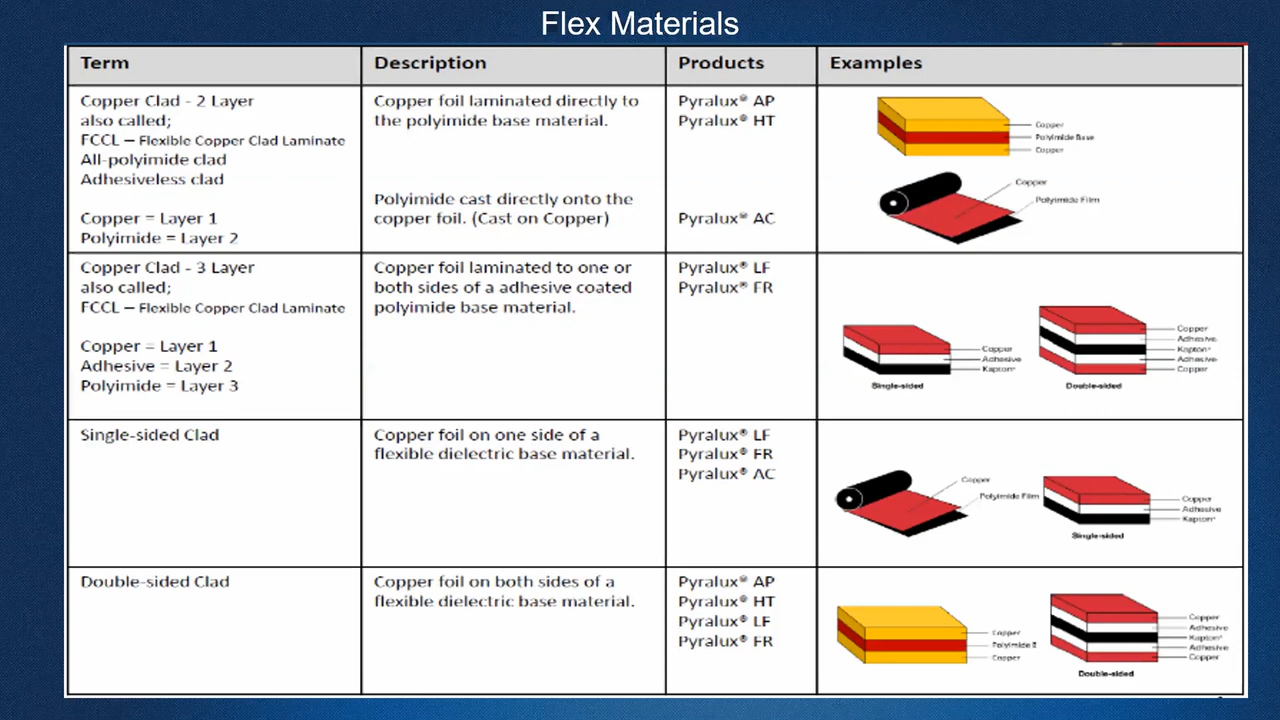 Flex Materials
Term
Description
Products
Examples
Copper Clad - 2 Layer
also called;
FCCL – Flexible Copper Clad Laminate
All-polyimide clad
Adhesiveless clad
Copper = Layer 1
Polyimide = Layer 2
Copper foil laminated directly to
the polyimide base material.
Polyimide cast directly onto the
copper foil. (Cast on Copper)
Pyralux® AP
Pyralux® HT
Pyralux® AC
Copper
Polyimide Base
Copper
Copper
Polyimide Film
Copper Clad - 3 Layer
also called;
FCCL – Flexible Copper Clad Laminate
Copper = Layer 1
Adhesive = Layer 2
Polyimide = Layer 3
Copper foil laminated to one or
both sides of a adhesive coated
polyimide base material.
Pyralux® LF
Pyralux® FR
Copper
Adhesive
Kapton®
Single-sided
Copper
Adhesive
Kapton®
Adhesive
Copper
Double-sided
Single-sided Clad
Copper foil on one side of a
flexible dielectric base material.
Pyralux® LF
Pyralux® FR
Pyralux® AC
Copper
Polyimide Film
Copper
Adhesive
Kapton®
Single-sided
Double-sided Clad
Copper foil on both sides of a
flexible dielectric base material.
Pyralux® AP
Pyralux® HT
Pyralux® LF
Pyralux® FR
Copper
Polyimide B
Copper
Copper
Adhesive
Kapton®
Adhesive
Copper
Double-sided